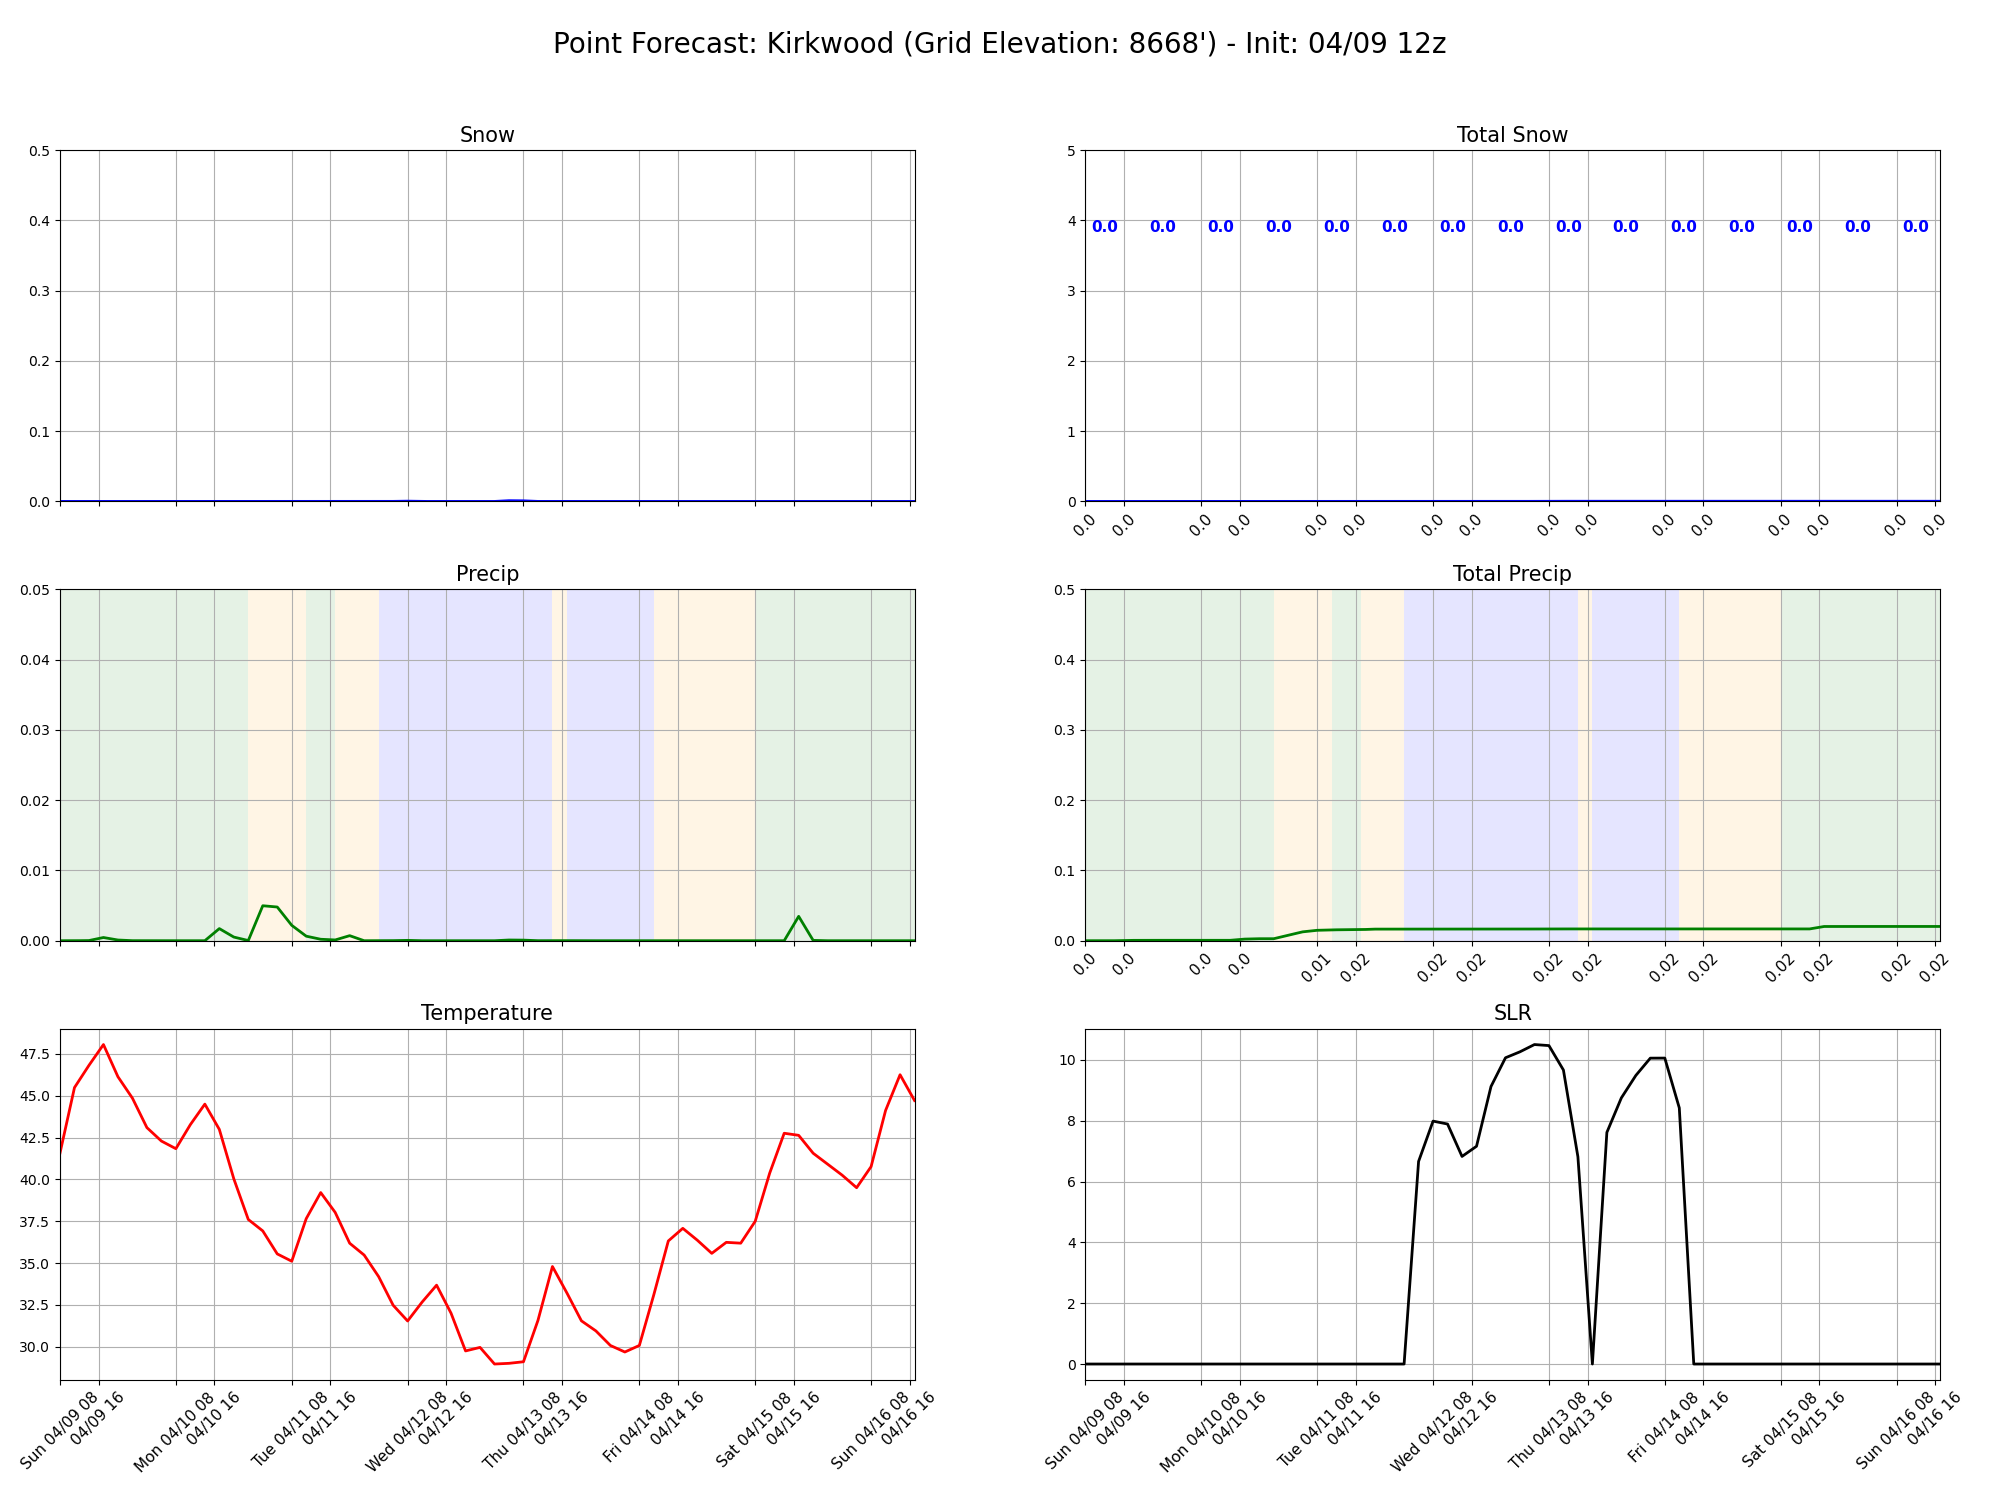 Point Forecast: Kirkwood (Grid Elevation: 8668') - Init: 04/09 12z
Snow
0.5
0.4
0.3
0.2
0.1
0.0
Total Snow
5
4
3
2
1
0
0.0 0.0 0.0 0.0 0.0 0.0 0.0 0.0 0.0 0.0 0.0 0.0 0.0 0.0 0.0
0.0 0.0 0.0 0.0 0.0 0.0 0.0 0.0 0.0 0.0 0.0 0.0 0.0 0.0 0.0 0.0
Precip
0.05
0.04
0.03
0.02
0.01
0.00
Total Precip
0.5
0.4
0.3
0.2
0.1
0.0
0.0 0.0 0.0 0.0 0.01 0.02 0.02 0.02 0.02 0.02 0.02 0.02 0.02 0.02 0.02 0.02
Temperature
47.5
45.0
42.5
40.0
37.5
35.0
32.5
30.0
Sun 04/09 08
04/09 16
Mon 04/10 08
04/10 16
Tue 04/11 08
04/11 16
Wed 04/12 08
04/12 16
Thu 04/13 08
04/13 16
Fri 04/14 08
04/14 16
Sat 04/15 08
04/15 16
Sun 04/16 08
04/16 16
SLR
10
8
6
4
2
0
Sun 04/09 08
04/09 16
Mon 04/10 08
04/10 16
Tue 04/11 08
04/11 16
Wed 04/12 08
04/12 16
Thu 04/13 08
04/13 16
Fri 04/14 08
04/14 16
Sat 04/15 08
04/15 16
Sun 04/16 08
04/16 16